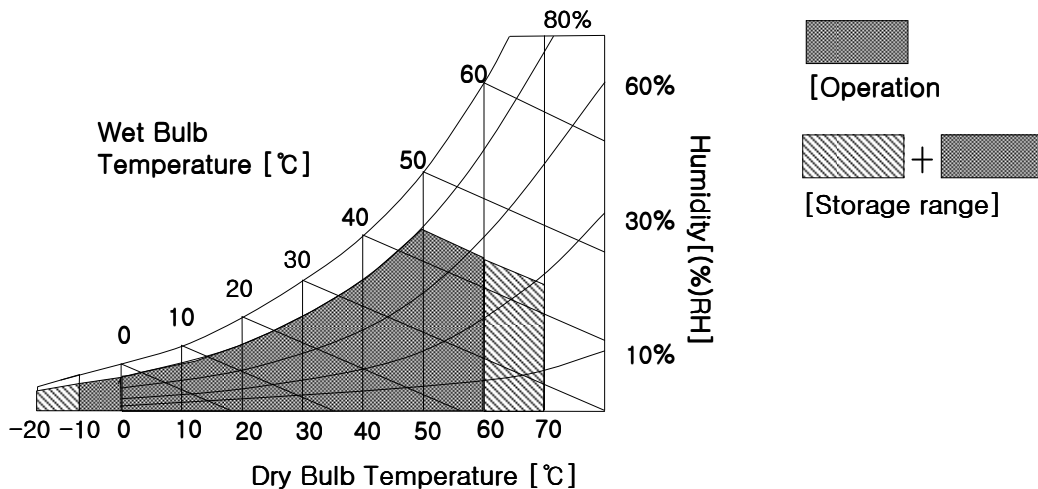 80%
60
60%
[Operation
Wet Bulb
Temperature [℃]
50
40
30%
30
20
10
0
10%
Humidity[(%)RH]
[Storage range]
+
-20 -10 0 10 20 30 40 50 60 70
Dry Bulb Temperature [℃]